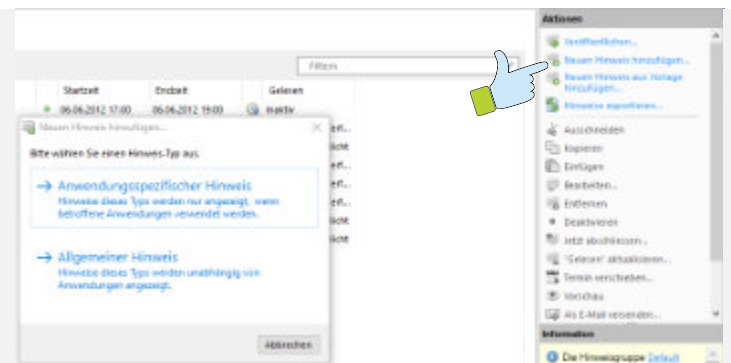 Aktionen
Veröffentlichen...
Neuen Hinweis hinzufügen...
Neuen Hinweis aus Vorlage
hinzufügen...
Hinweise exportieren...
Ausschneiden
Kopieren
Einfügen
Bearbeiten...
Entfernen
Deaktivieren
Jetzt abschliessen...
'Gelesen' aktualisieren...
Termin verschieben...
Vorschau
Als E-Mail versenden...
Information
Die Hinweisgruppe Default
Filtern
Startzeit Endzeit Gelesen
06.06.2012 17:00 06.06.2012 19:00 inaktiv
Neuen Hinweis hinzufügen...
Bitte wählen Sie einen Hinweis-Typ aus.
Anwendungsspezifischer Hinweis
Hinweise dieses Typs werden nur angezeigt, wenn
betroffene Anwendungen verwendet werden.
Allgemeiner Hinweis
Hinweise dieses Typs werden unabhängig von
Anwendungen angezeigt.
Abbrechen